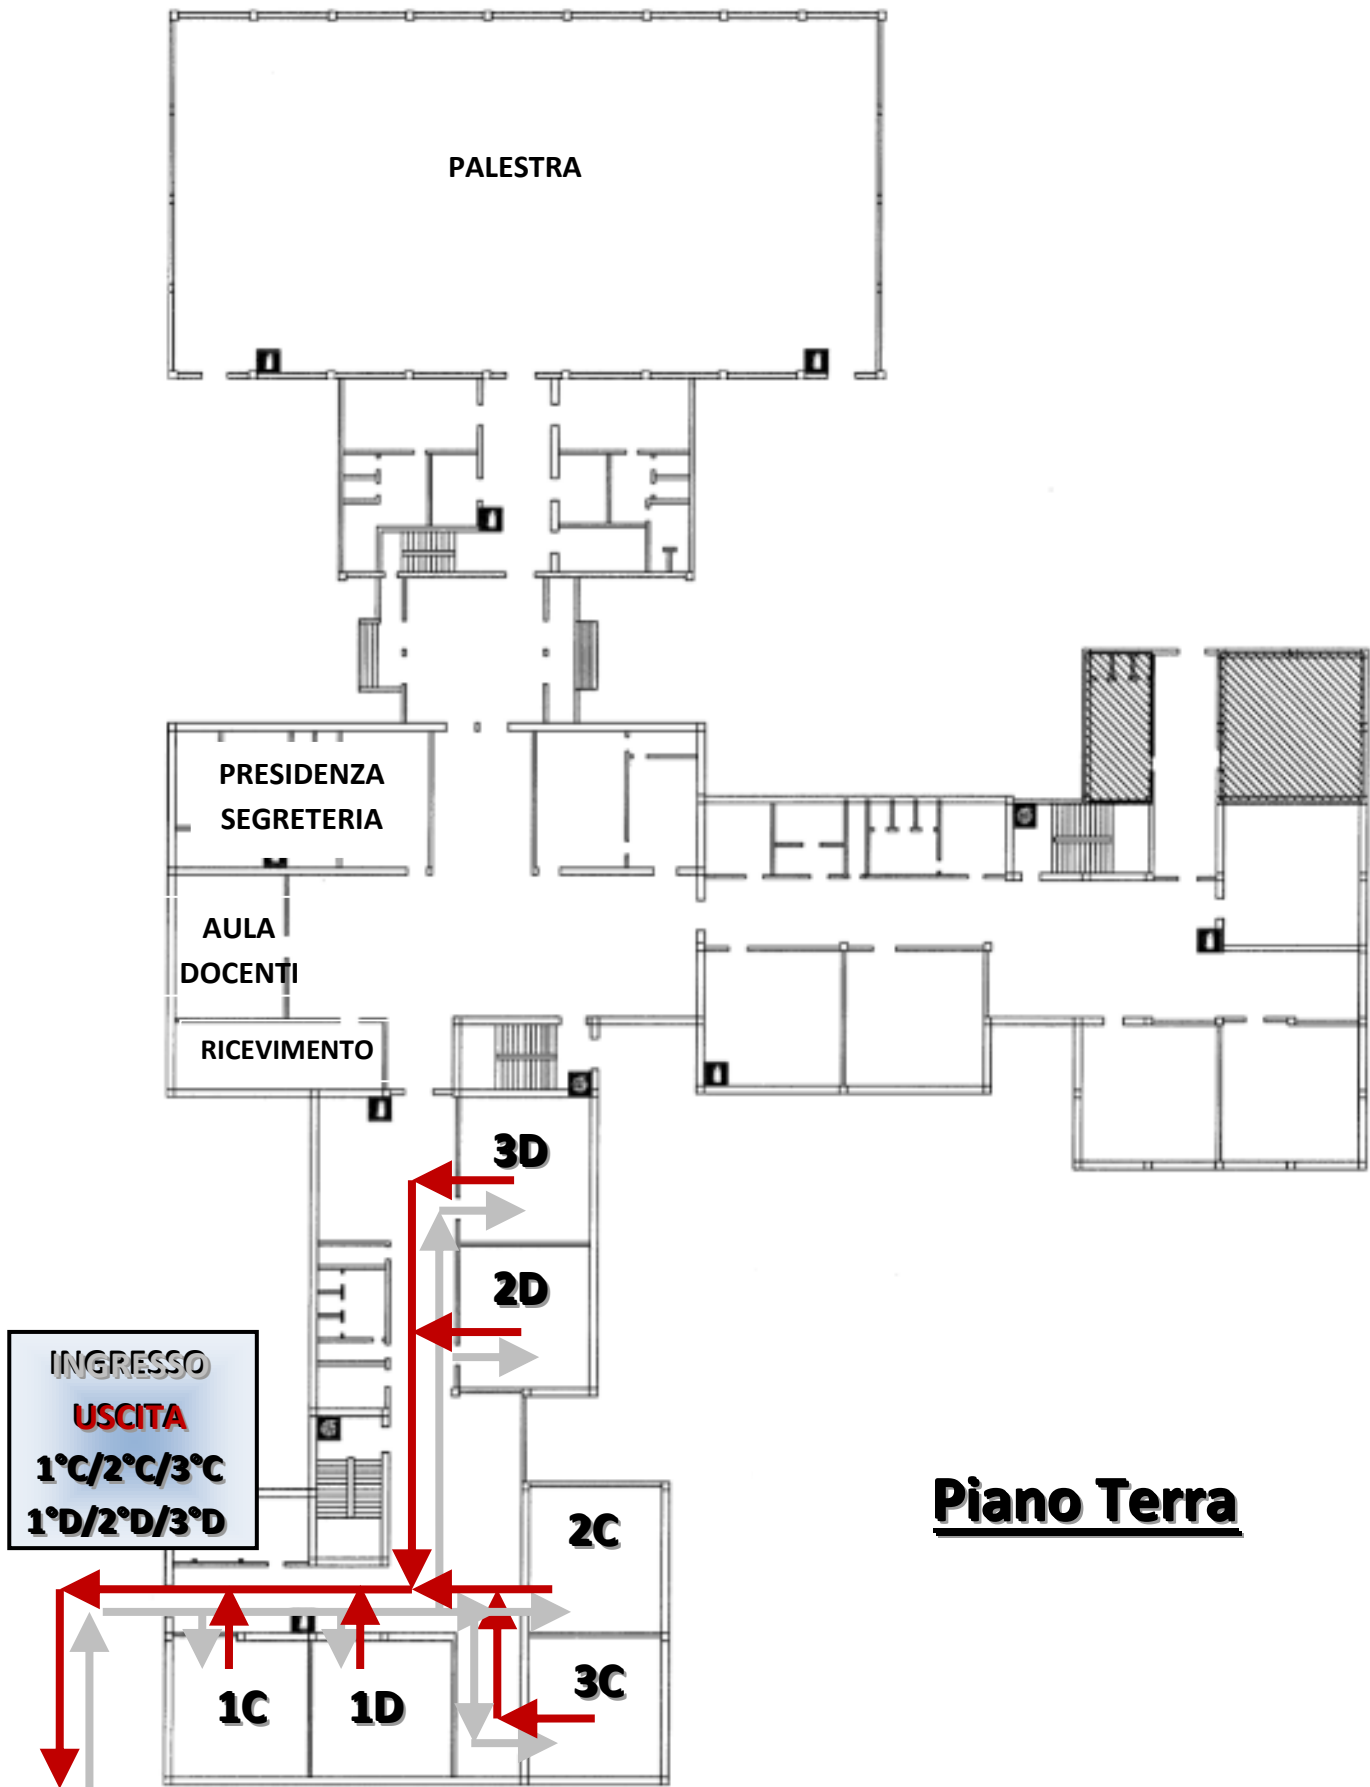 PALESTRA
PRESIDENZA
SEGRETERIA
AULA
DOCENTI
RICEVIMENTO
3D
2D
INGRESSO
USCITA
1°C/2°C/3°C
1°D/2°D/3°D
Piano Terra
2C
3C
1C
1D